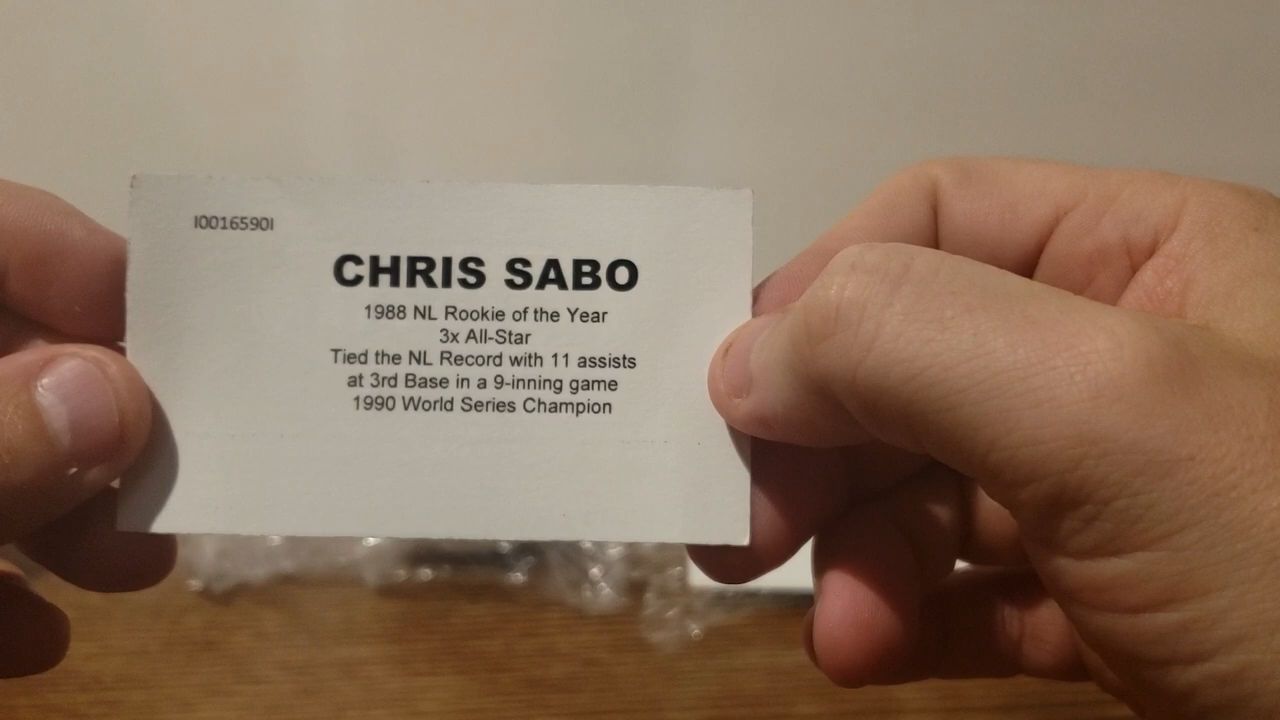 I0016590I
CHRIS SABO
1988 NL Rookie of the Year
3x All-Star
Tied the NL Record with 11 assists
at 3rd Base in a 9-inning game
1990 World Series Champion